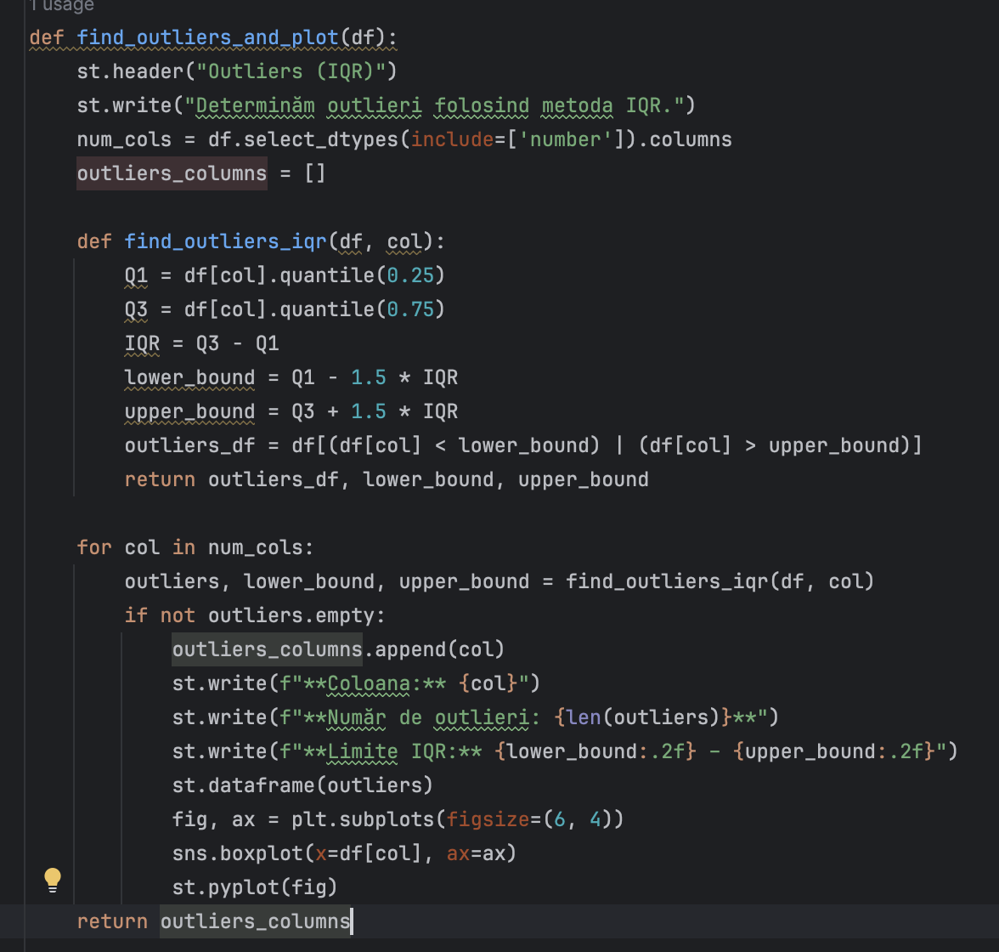 1 usage
def find_outliers_and_plot(df):
    st.header("Outliers (IQR)")
    st.write("Determinăm outlieri folosind metoda IQR.")
    num_cols = df.select_dtypes(include=['number']).columns
    outliers_columns = []

    def find_outliers_iqr(df, col):
        Q1 = df[col].quantile(0.25)
        Q3 = df[col].quantile(0.75)
        IQR = Q3 - Q1
        lower_bound = Q1 - 1.5 * IQR
        upper_bound = Q3 + 1.5 * IQR
        outliers_df = df[(df[col] < lower_bound) | (df[col] > upper_bound)]
        return outliers_df, lower_bound, upper_bound

    for col in num_cols:
        outliers, lower_bound, upper_bound = find_outliers_iqr(df, col)
        if not outliers.empty:
            outliers_columns.append(col)
            st.write(f"**Coloana:** {col}")
            st.write(f"**Număr de outlieri: {len(outliers)}**")
            st.write(f"**Limite IQR:** {lower_bound:.2f} – {upper_bound:.2f}")
            st.dataframe(outliers)
            fig, ax = plt.subplots(figsize=(6, 4))
            sns.boxplot(x=df[col], ax=ax)
            st.pyplot(fig)
    return outliers_columns